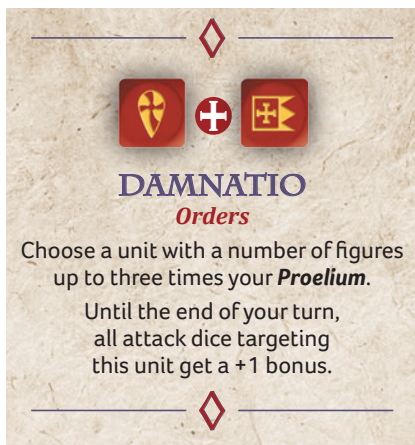 DAMNATIO
Orders
Choose a unit with a number of figures
up to three times your Proelium.
Until the end of your turn,
all attack dice targeting
this unit get a +1 bonus.